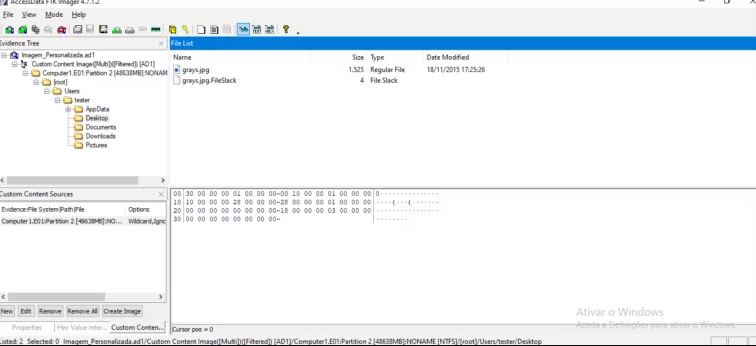 AccessData FTK Imager 4.7.1.2
File View Mode Help
Evidence Tree
Imagem_Personalizada.ad1
Custom Content Image([Multi])([Filtered]) [AD1]
Computer1.E01:Partition 2 [48638MB]:NONAM
[root]
Users
tester
AppData
Desktop
Documents
Downloads
Pictures
File List
Name Size Type Date Modified
grays.jpg 1.525 Regular File 18/11/2015 17:25:26
grays.jpg.FileSlack 4 File Slack
Custom Content Sources
Evidence:File System|Path|File Options
Computer1.E01:Partition 2 [48638MB]:NO... Wildcard,Igno
New Edit Remove Remove All Create Image
Properties Hex Value Inter... Custom Conten...
00 30 00 00 00 01 00 00 00-00 10 00 00 01 00 00 00 0···············
10 10 00 00 00 28 00 00 00-28 00 00 00 01 00 00 00 ····(···(·······
20 00 00 00 00 00 00 00 00-18 00 00 00 03 00 00 00 ················
30 00 00 00 00 00 00 00 00- ········
Cursor pos = 0
Ativar o Windows
Aceda a Definições para ativar o Windows.
Listed: 2 Selected: 0 Imagem_Personalizada.ad1/Custom Content Image([Multi])([Filtered]) [AD1]/Computer1.E01:Partition 2 [48638MB]:NONAME [NTFS]/[root]/Users/tester/Desktop